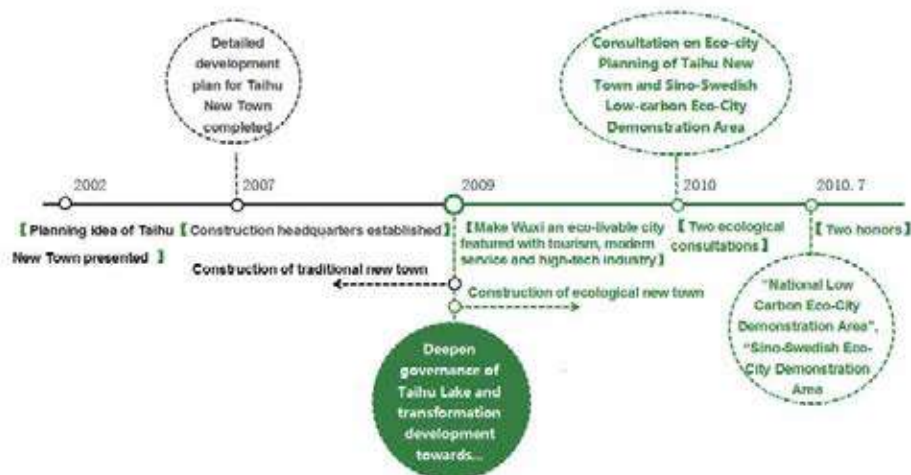 Detailed
development
plan for Taihu
New Town
completed
Consultation on Eco-city
Planning of Taihu New
Town and Sino-Swedish
Low-carbon Eco-City
Demonstration Area
2002
2007
2009
2010
2010. 7
【Planning idea of Taihu
New Town presented 】
【Construction headquarters established】
【Make Wuxi an eco-livable city
featured with tourism, modern
service and high-tech industry】
【Two ecological
consultations】
【Two honors】
Construction of traditional new town
Construction of ecological new town
Deepen
governance of
Taihu Lake and
transformation
development
towards...
"National Low
Carbon Eco-City
Demonstration Area",
"Sino-Swedish Eco-
City Demonstration
Area